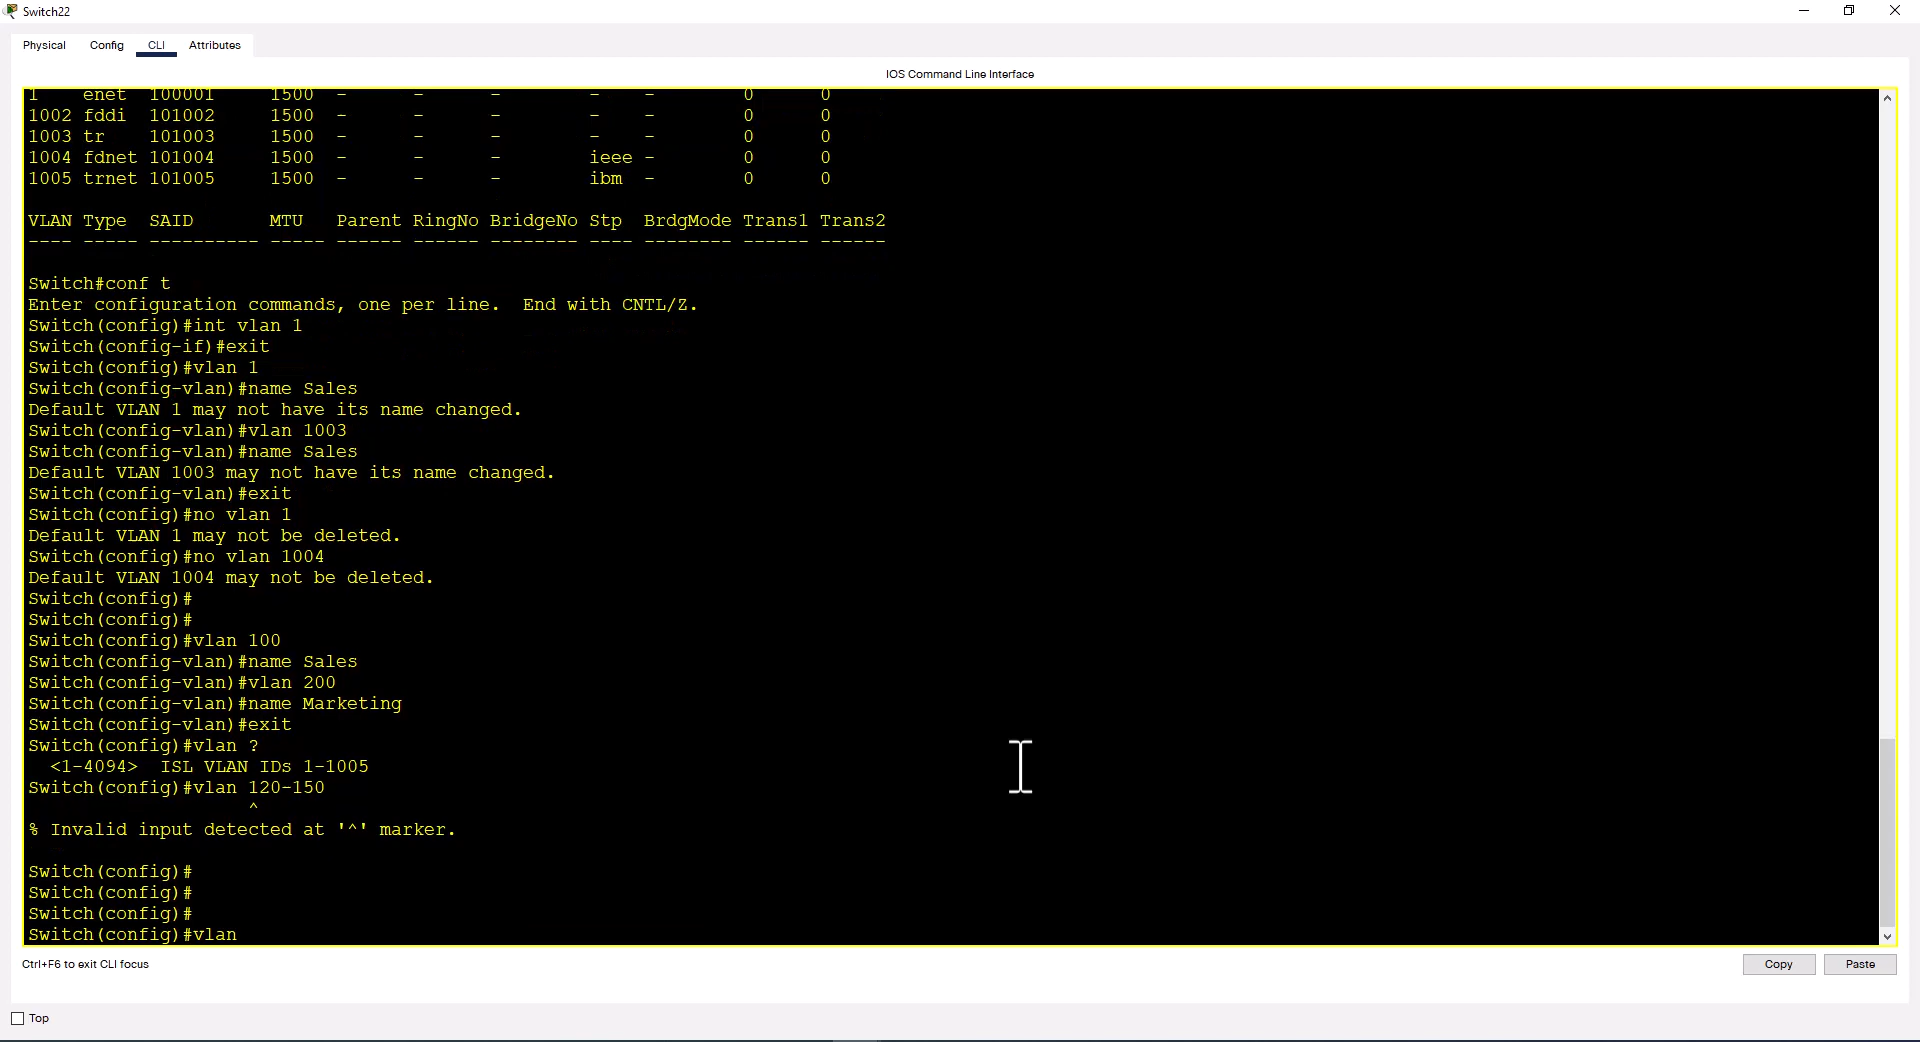 Switch22
Physical Config CLI Attributes
IOS Command Line Interface
1    enet  100001     1500  -      -      -        -    -        0      0
1002 fddi  101002     1500  -      -      -        -    -        0      0
1003 tr    101003     1500  -      -      -        -    -        0      0
1004 fdnet 101004     1500  -      -      -        ieee -        0      0
1005 trnet 101005     1500  -      -      -        ibm  -        0      0
VLAN Type  SAID       MTU   Parent RingNo BridgeNo Stp  BrdgMode Trans1 Trans2
---- ----- ---------- ----- ------ ------ -------- ---- -------- ------ ------
Switch#conf t
Enter configuration commands, one per line.  End with CNTL/Z.
Switch(config)#int vlan 1
Switch(config-if)#exit
Switch(config)#vlan 1
Switch(config-vlan)#name Sales
Default VLAN 1 may not have its name changed.
Switch(config-vlan)#vlan 1003
Switch(config-vlan)#name Sales
Default VLAN 1003 may not have its name changed.
Switch(config-vlan)#exit
Switch(config)#no vlan 1
Default VLAN 1 may not be deleted.
Switch(config)#no vlan 1004
Default VLAN 1004 may not be deleted.
Switch(config)#
Switch(config)#
Switch(config)#vlan 100
Switch(config-vlan)#name Sales
Switch(config-vlan)#vlan 200
Switch(config-vlan)#name Marketing
Switch(config-vlan)#exit
Switch(config)#vlan ?
  <1-4094>  ISL VLAN IDs 1-1005
Switch(config)#vlan 120-150
                    ^
% Invalid input detected at '^' marker.
Switch(config)#
Switch(config)#
Switch(config)#
Switch(config)#vlan
Ctrl+F6 to exit CLI focus
Copy Paste
Top